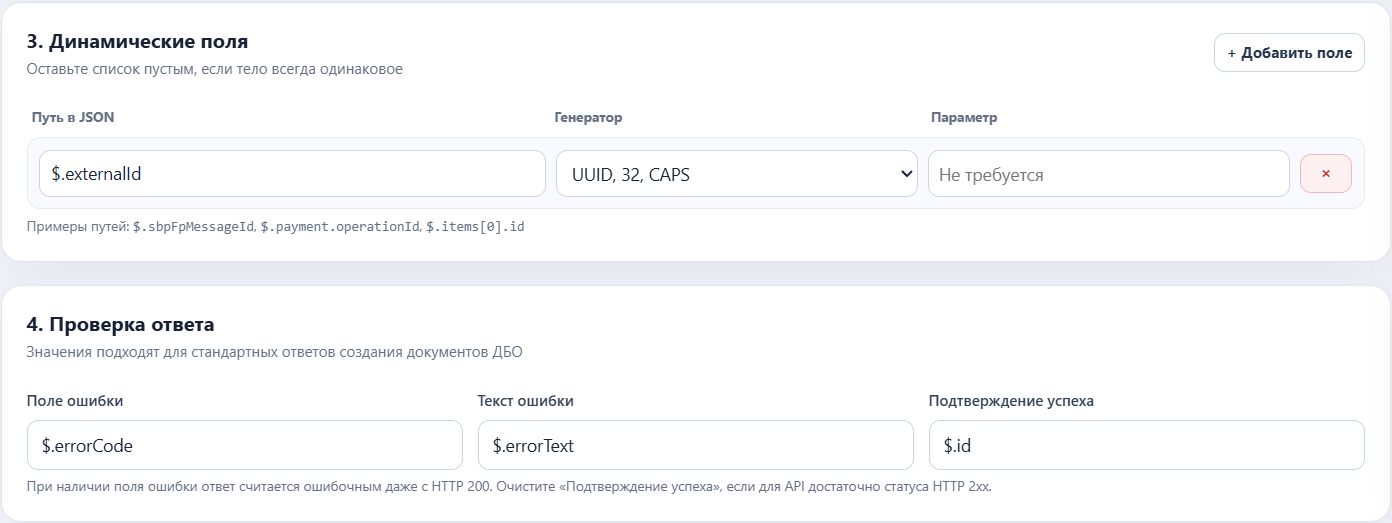 3. Динамические поля
Оставьте список пустым, если тело всегда одинаковое
+ Добавить поле
Путь в JSON
Генератор
Параметр
$.externalId
UUID, 32, CAPS
Не требуется
×
Примеры путей: $.sbpFpMessageId, $.payment.operationId, $.items[0].id
4. Проверка ответа
Значения подходят для стандартных ответов создания документов ДБО
Поле ошибки
Текст ошибки
Подтверждение успеха
$.errorCode
$.errorText
$.id
При наличии поля ошибки ответ считается ошибочным даже с HTTP 200. Очистите «Подтверждение успеха», если для API достаточно статуса HTTP 2xx.